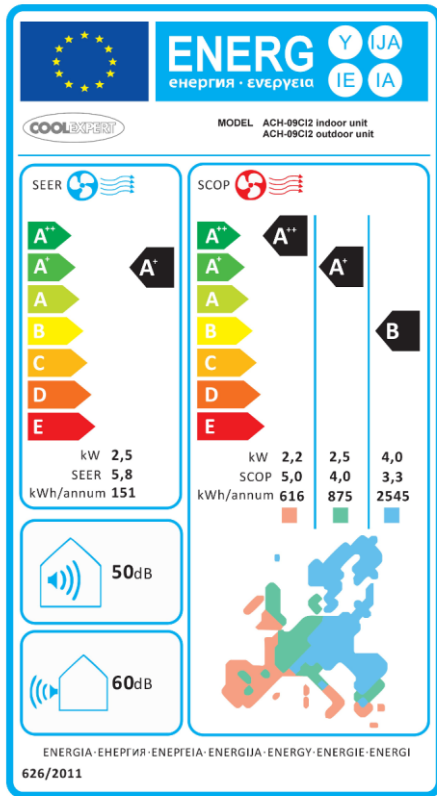 ENERG
енергия · ενεργεια
Y
IJA
IE
IA
COOLEXPERT
MODEL ACH-09CI2 indoor unit
ACH-09CI2 outdoor unit
SEER
A++
A+
A
B
C
D
E
A+
kW 2,5
SEER 5,8
kWh/annum 151
SCOP
A++
A+
A
B
C
D
E
A++
A+
B
kW 2,2 2,5 4,0
SCOP 5,0 4,0 3,3
kWh/annum 616 875 2545
50dB
60dB
ENERGIA·ЕНЕРГИЯ·ΕΝΕΡΓΕΙΑ·ENERGIJA·ENERGY·ENERGIE·ENERGI
626/2011